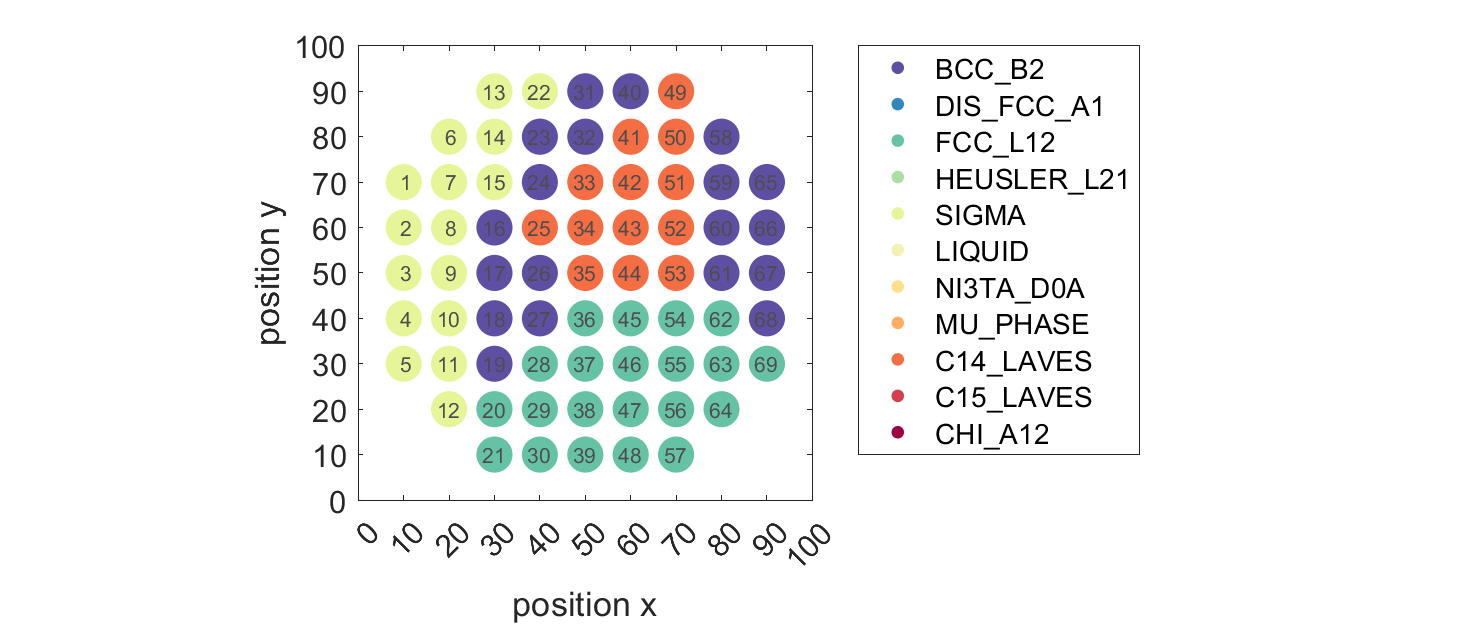 100
90
80
70
60
50
40
30
20
10
0
position y
13 22 31 40 49
6 14 23 32 41 50 58
1 7 15 24 33 42 51 59 65
2 8 16 25 34 43 52 60 66
3 9 17 26 35 44 53 61 67
4 10 18 27 36 45 54 62 68
5 11 19 28 37 46 55 63 69
12 20 29 38 47 56 64
21 30 39 48 57
0 10 20 30 40 50 60 70 80 90 100
position x
BCC_B2
DIS_FCC_A1
FCC_L12
HEUSLER_L21
SIGMA
LIQUID
NI3TA_D0A
MU_PHASE
C14_LAVES
C15_LAVES
CHI_A12